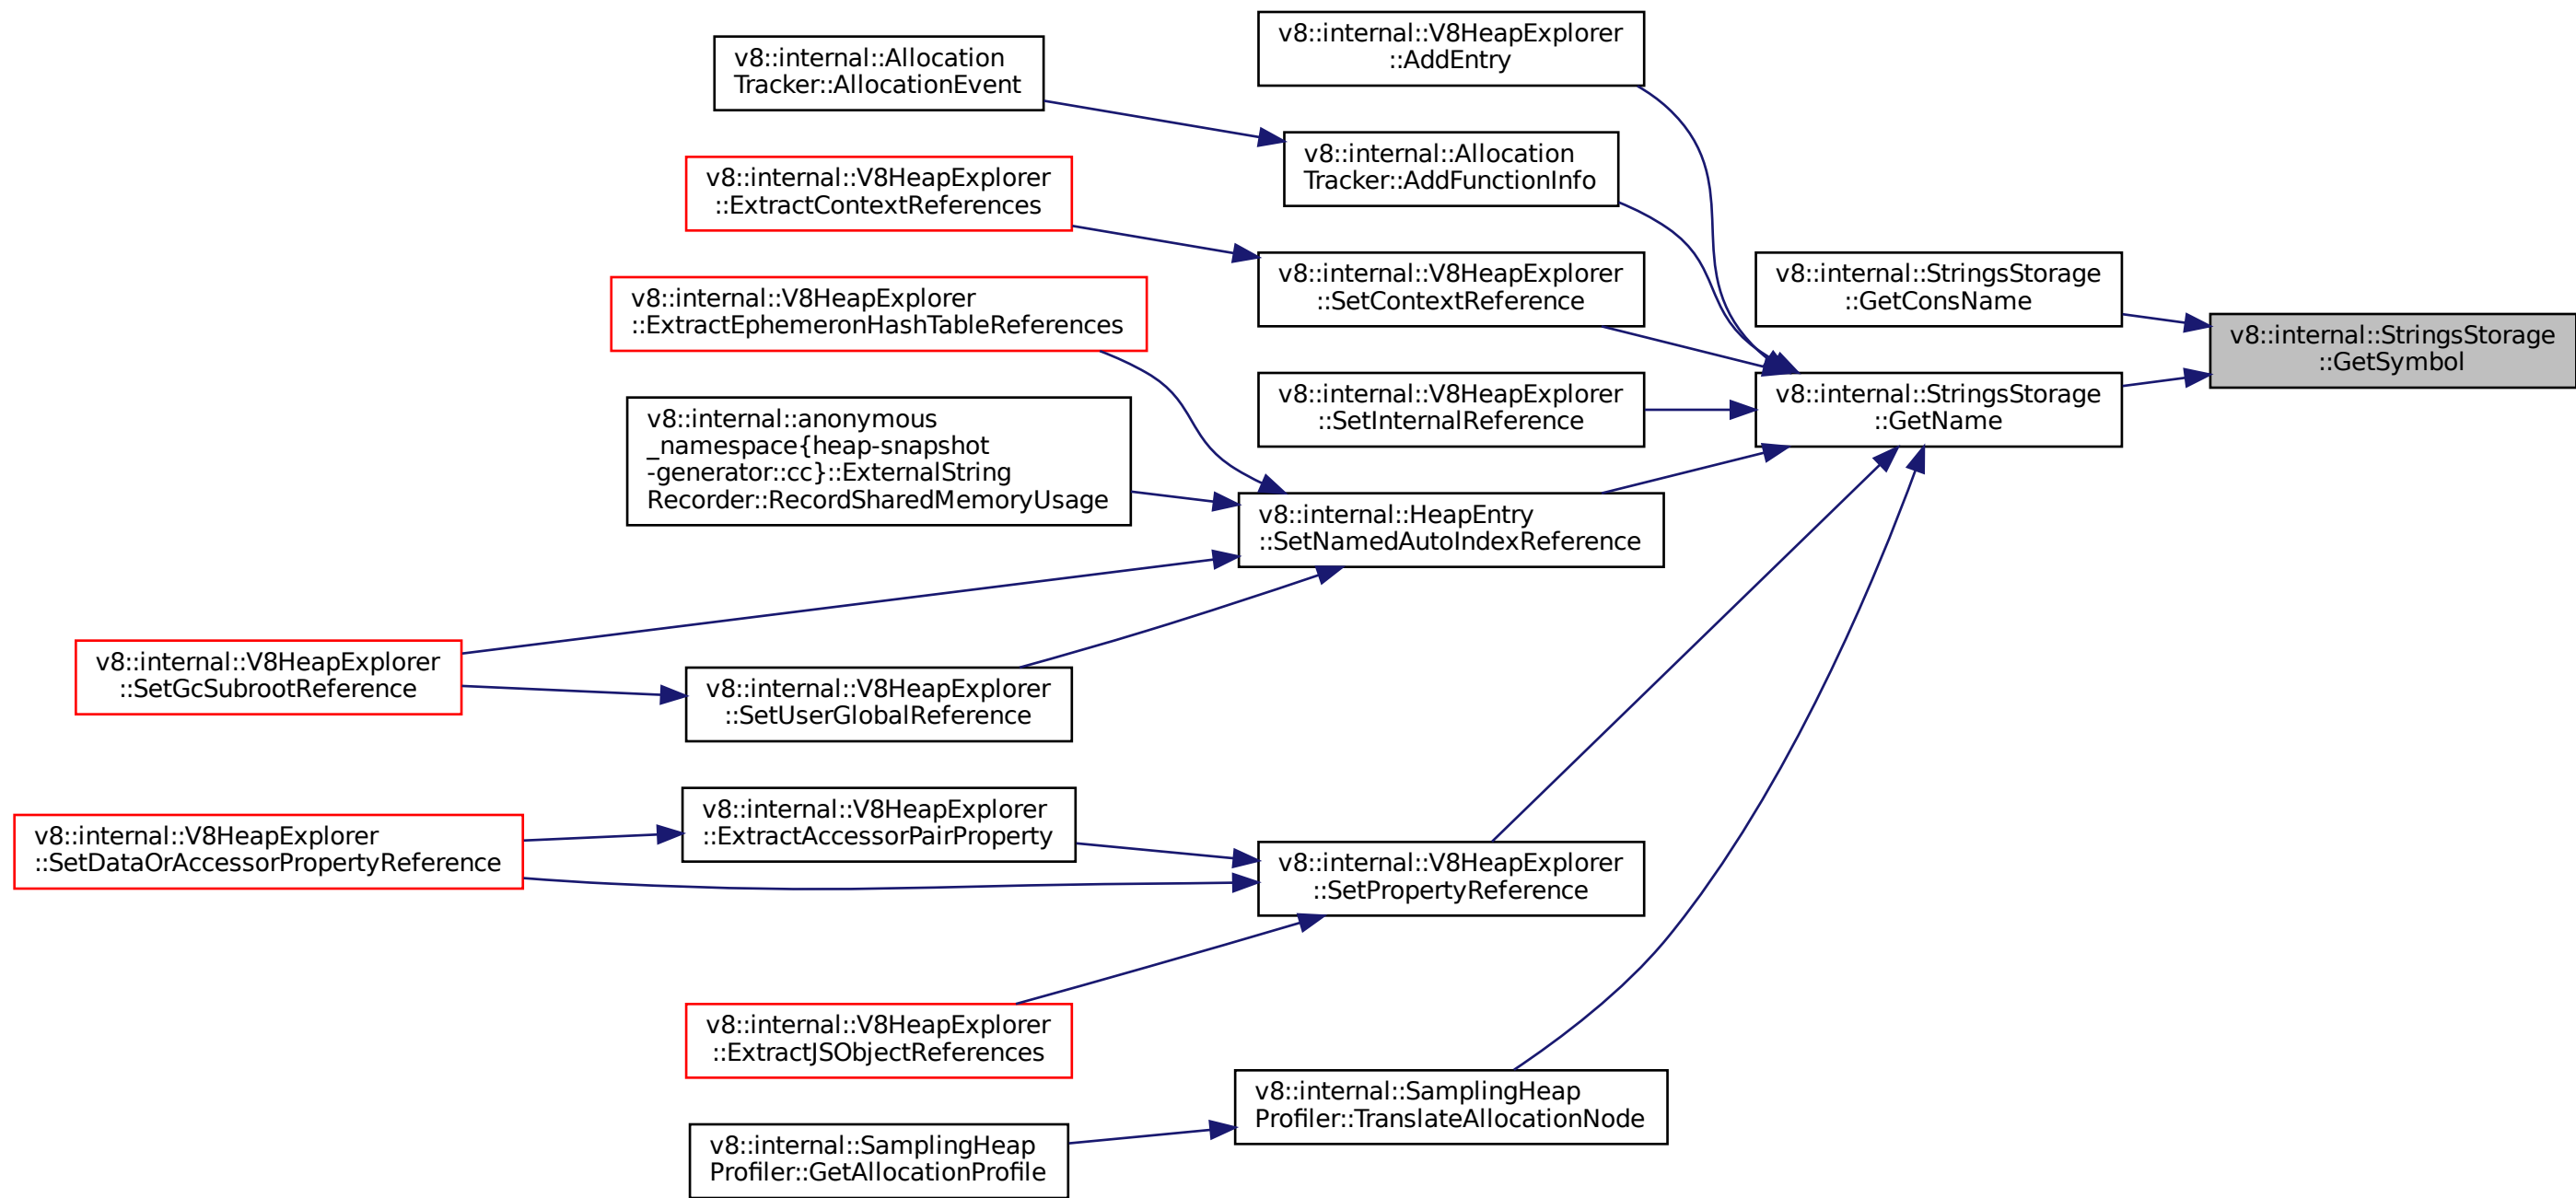 v8::internal::V8HeapExplorer
::AddEntry
v8::internal::Allocation
Tracker::AllocationEvent
v8::internal::Allocation
Tracker::AddFunctionInfo
v8::internal::V8HeapExplorer
::ExtractContextReferences
v8::internal::V8HeapExplorer
::SetContextReference
v8::internal::StringsStorage
::GetConsName
v8::internal::V8HeapExplorer
::ExtractEphemeronHashTableReferences
v8::internal::StringsStorage
::GetSymbol
v8::internal::V8HeapExplorer
::SetInternalReference
v8::internal::StringsStorage
::GetName
v8::internal::anonymous
_namespace{heap-snapshot
-generator::cc}::ExternalString
Recorder::RecordSharedMemoryUsage
v8::internal::HeapEntry
::SetNamedAutoIndexReference
v8::internal::V8HeapExplorer
::SetGcSubrootReference
v8::internal::V8HeapExplorer
::SetUserGlobalReference
v8::internal::V8HeapExplorer
::ExtractAccessorPairProperty
v8::internal::V8HeapExplorer
::SetDataOrAccessorPropertyReference
v8::internal::V8HeapExplorer
::SetPropertyReference
v8::internal::V8HeapExplorer
::ExtractJSObjectReferences
v8::internal::SamplingHeap
Profiler::TranslateAllocationNode
v8::internal::SamplingHeap
Profiler::GetAllocationProfile